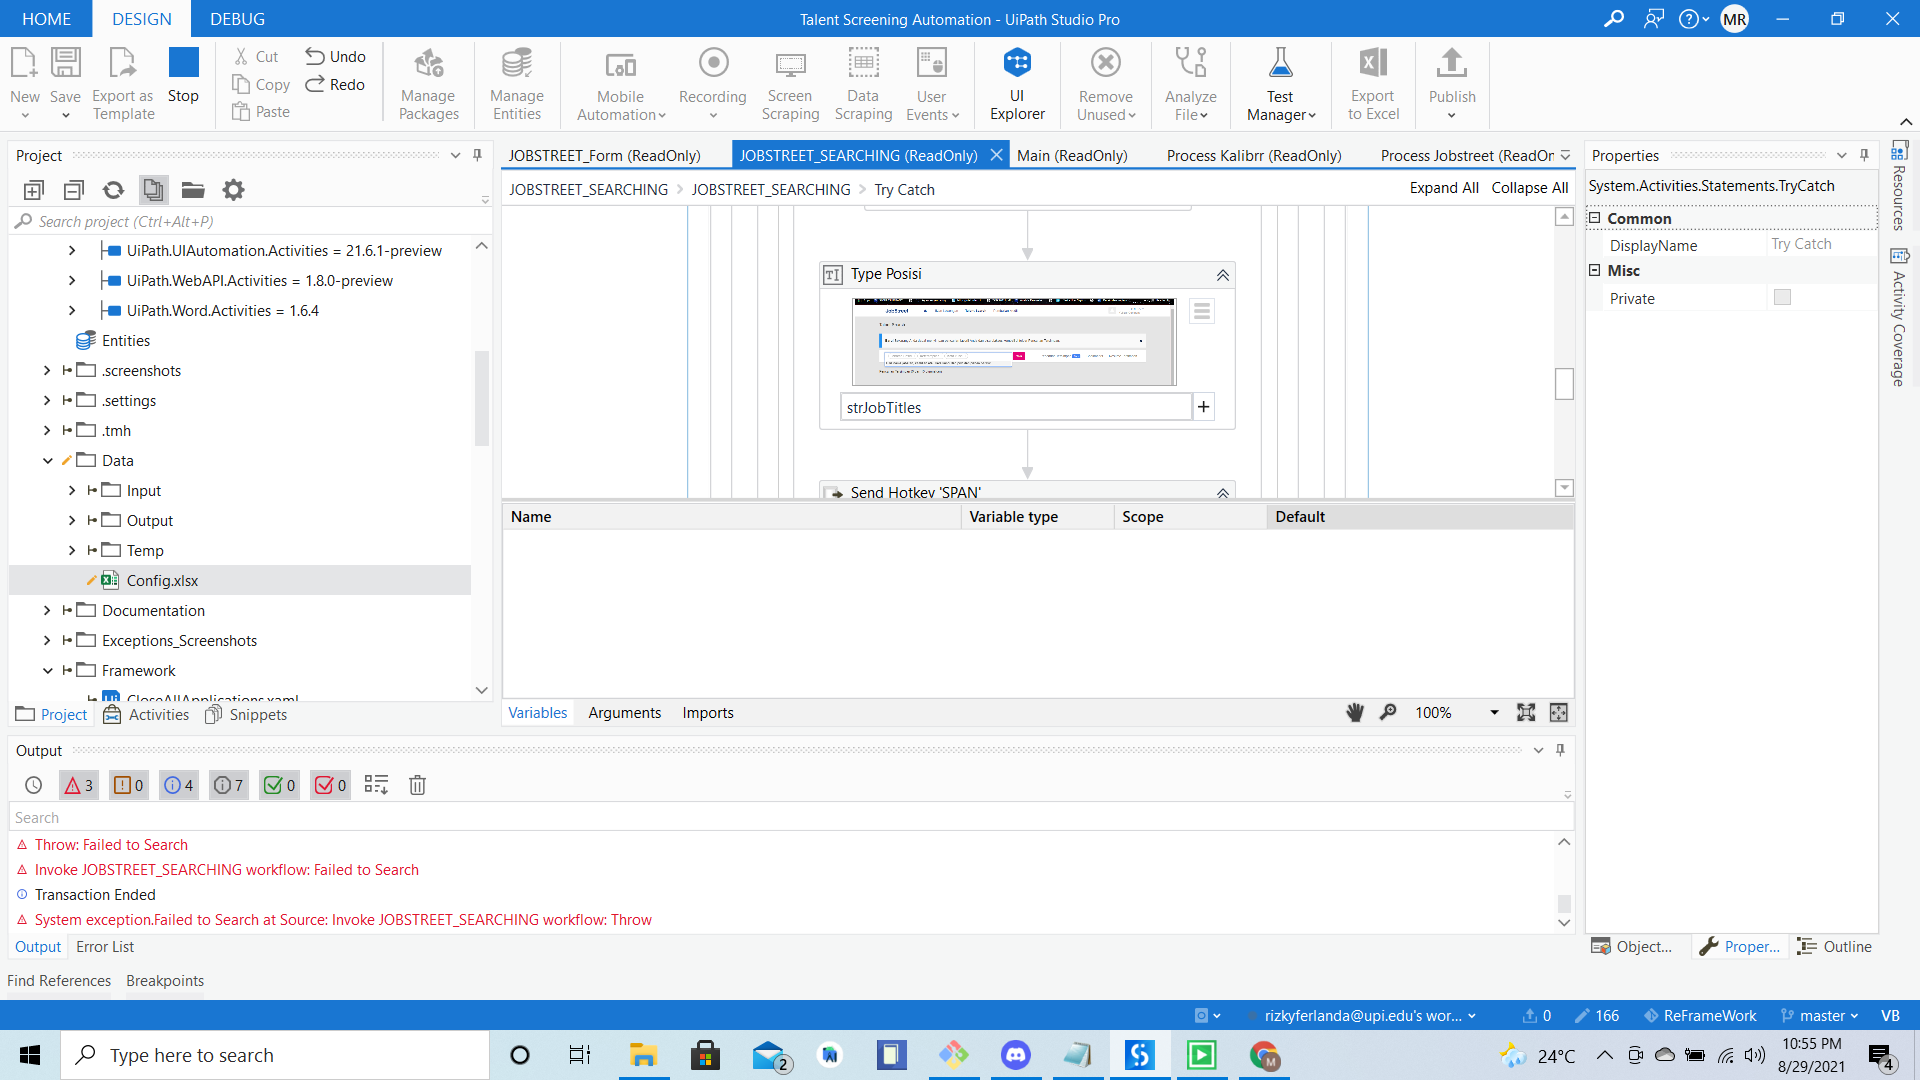 HOME
DESIGN
DEBUG
Talent Screening Automation - UiPath Studio Pro
MR
New
Save
Export as
Template
Stop
Cut
Copy
Paste
Undo
Redo
Manage
Packages
Manage
Entities
Mobile
Automation
Recording
Screen
Scraping
Data
Scraping
User
Events
UI
Explorer
Remove
Unused
Analyze
File
Test
Manager
Export
to Excel
Publish
Project
Search project (Ctrl+Alt+P)
UiPath.UIAutomation.Activities = 21.6.1-preview
UiPath.WebAPI.Activities = 1.8.0-preview
UiPath.Word.Activities = 1.6.4
Entities
.screenshots
.settings
.tmh
Data
Input
Output
Temp
Config.xlsx
Documentation
Exceptions_Screenshots
Framework
CloseAllApplications.xaml
Project
Activities
Snippets
JOBSTREET_Form (ReadOnly)
JOBSTREET_SEARCHING (ReadOnly)
Main (ReadOnly)
Process Kalibrr (ReadOnly)
Process Jobstreet (ReadOr
JOBSTREET_SEARCHING > JOBSTREET_SEARCHING > Try Catch
Expand All
Collapse All
Type Posisi
JobStreet
strJobTitles
Send Hotkey 'SPAN'
Name
Variable type
Scope
Default
Variables
Arguments
Imports
100%
Properties
System.Activities.Statements.TryCatch
Common
DisplayName
Try Catch
Misc
Private
Resources
Activity Coverage
Output
3
0
4
7
0
0
Search
Throw: Failed to Search
Invoke JOBSTREET_SEARCHING workflow: Failed to Search
Transaction Ended
System exception.Failed to Search at Source: Invoke JOBSTREET_SEARCHING workflow: Throw
Output
Error List
Object...
Proper...
Outline
Find References
Breakpoints
rizkyferlanda@upi.edu's wor...
0
166
ReFrameWork
master
VB
Type here to search
2
M
24°C
10:55 PM
8/29/2021
4